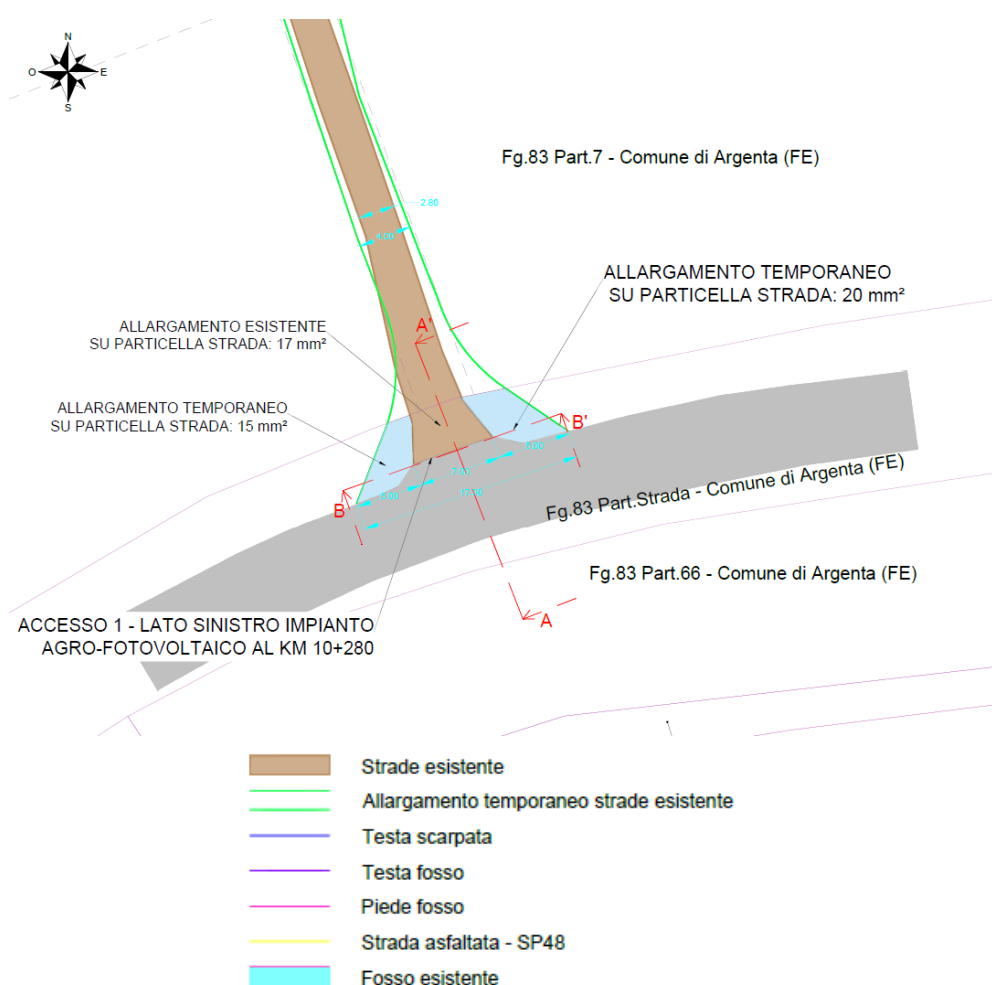 N
O
E
S
Fg.83 Part.7 - Comune di Argenta (FE)
2.80
4.00
ALLARGAMENTO TEMPORANEO
SU PARTICELLA STRADA: 20 mm²
ALLARGAMENTO ESISTENTE
SU PARTICELLA STRADA: 17 mm²
A'
ALLARGAMENTO TEMPORANEO
SU PARTICELLA STRADA: 15 mm²
B'
B
7.00
17.00
Fg.83 Part.Strada - Comune di Argenta (FE)
Fg.83 Part.66 - Comune di Argenta (FE)
A
ACCESSO 1 - LATO SINISTRO IMPIANTO
AGRO-FOTOVOLTAICO AL KM 10+280
Strade esistente
Allargamento temporaneo strade esistente
Testa scarpata
Testa fosso
Piede fosso
Strada asfaltata - SP48
Fosso esistente